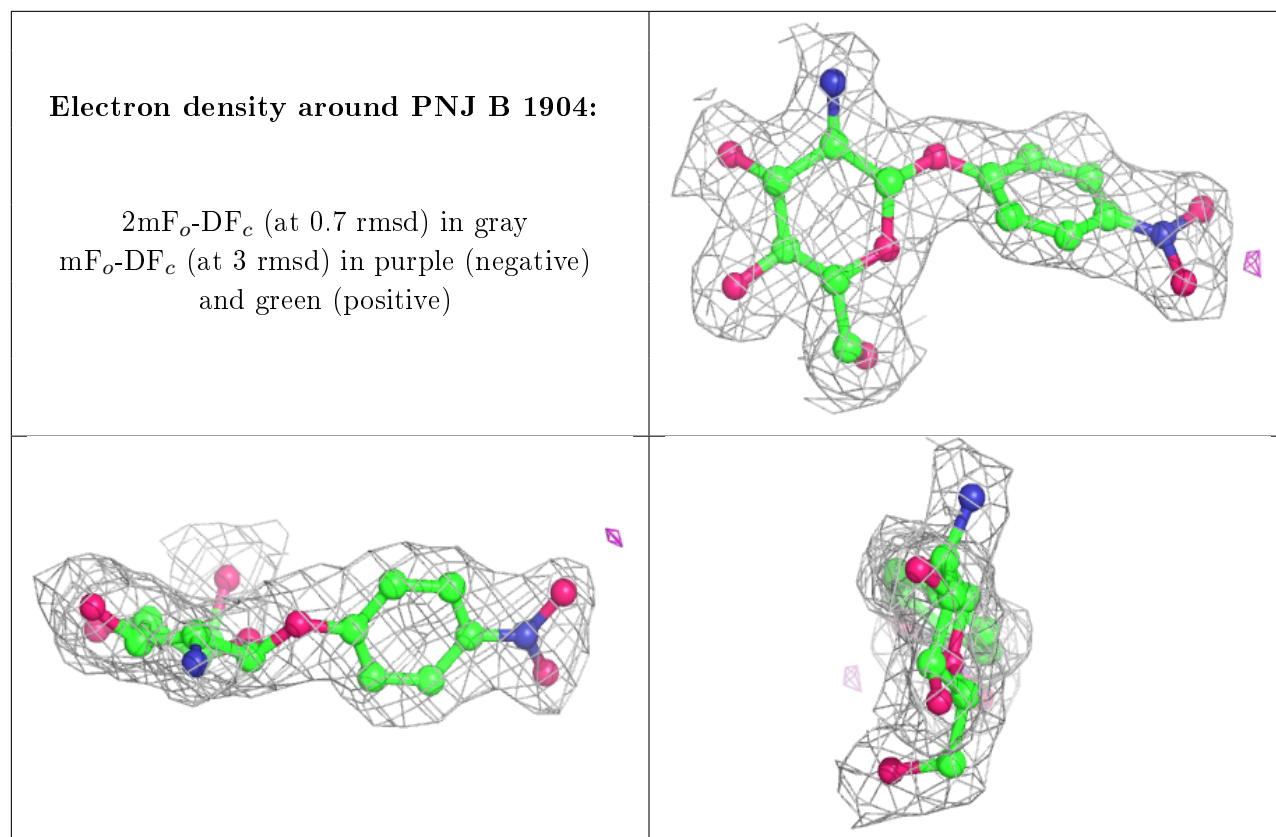 Electron density around PNJ B 1904:
2mFₒ-DF𝑐 (at 0.7 rmsd) in gray
mFₒ-DF𝑐 (at 3 rmsd) in purple (negative)
and green (positive)